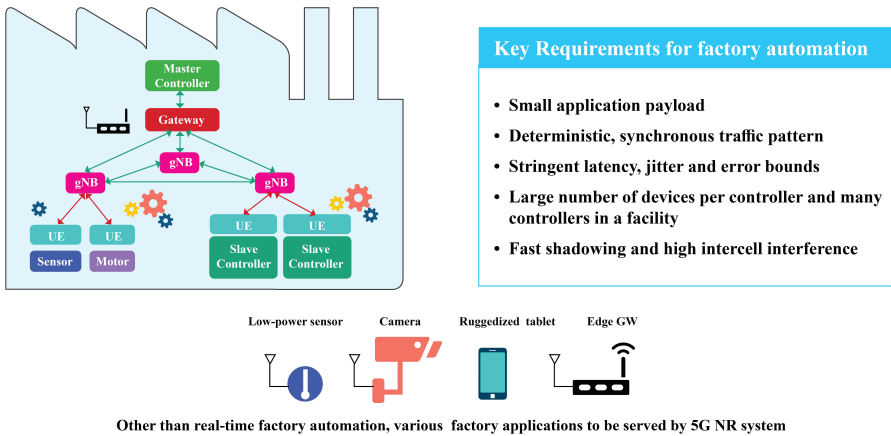 Master
Controller
Gateway
gNB
gNB
gNB
UE
UE
UE
UE
Sensor
Motor
Slave
Controller
Slave
Controller
Key Requirements for factory automation
• Small application payload
• Deterministic, synchronous traffic pattern
• Stringent latency, jitter and error bounds
• Large number of devices per controller and many
controllers in a facility
• Fast shadowing and high intercell interference
Low-power sensor
Camera
Ruggedized tablet
Edge GW
Other than real-time factory automation, various factory applications to be served by 5G NR system